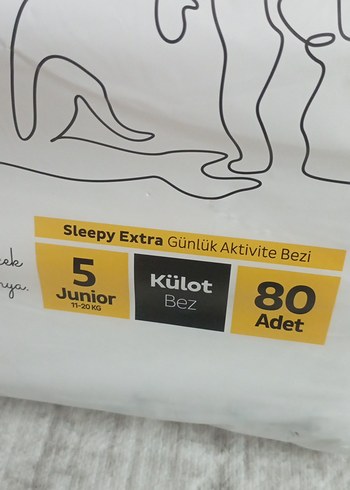 Sleepy Extra Günlük Aktivite Bezi
5
Junior
11-20 KG
Külot
Bez
80
Adet